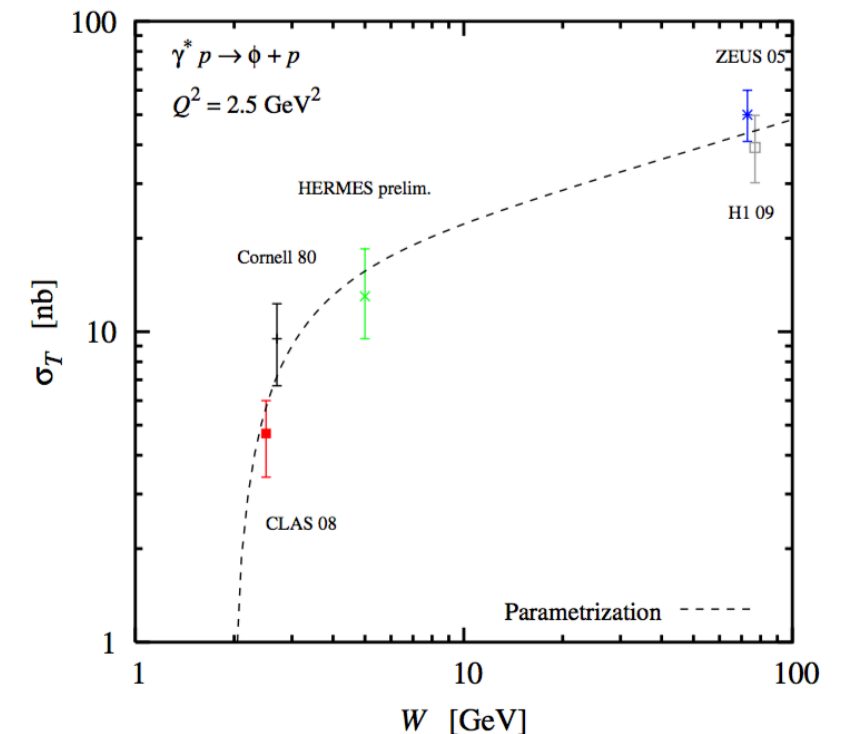 100
γ* p → ϕ + p
ZEUS 05
Q² = 2.5 GeV²
HERMES prelim.
H1 09
Cornell 80
σ_T [nb]
10
CLAS 08
Parametrization
1
1 10 100
W [GeV]